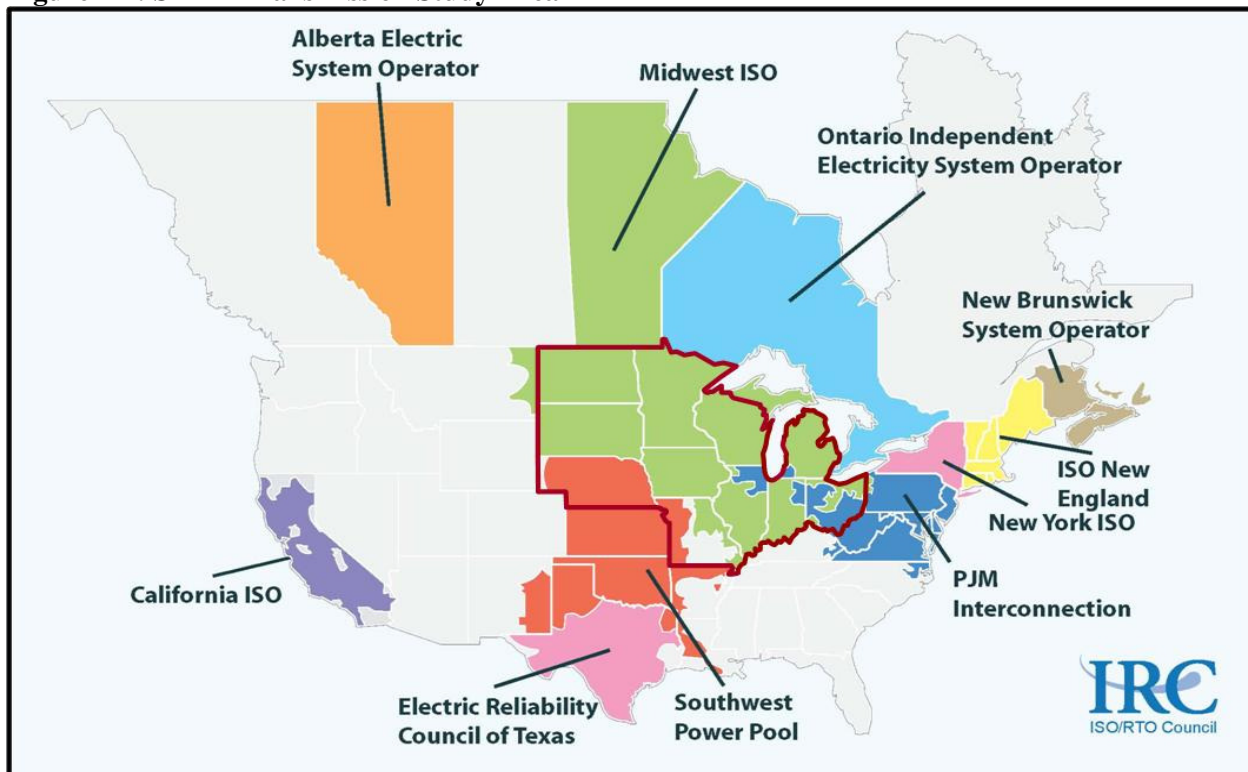 Alberta Electric
System Operator
Midwest ISO
Ontario Independent
Electricity System Operator
New Brunswick
System Operator
ISO New
England
New York ISO
PJM
Interconnection
California ISO
Electric Reliability
Council of Texas
Southwest
Power Pool
IRC
ISO/RTO Council